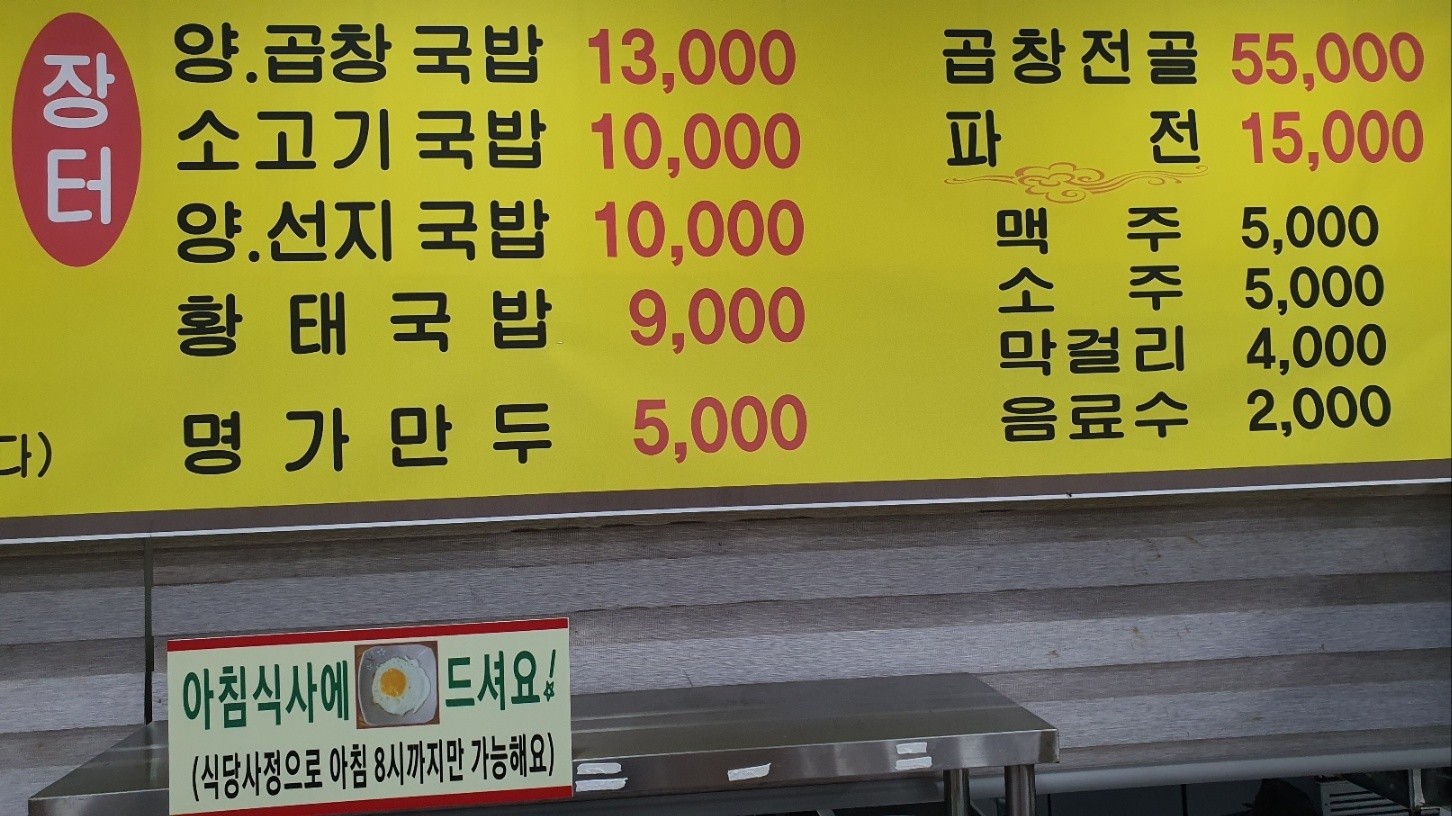 장터
양.곱창 국밥 13,000
소고기 국밥 10,000
양.선지 국밥 10,000
황태국밥 9,000
명가만두 5,000
곱창전골 55,000
파전 15,000
맥주 5,000
소주 5,000
막걸리 4,000
음료수 2,000
다)
아침식사에 드셔요!
(식당사정으로 아침 8시까지만 가능해요)